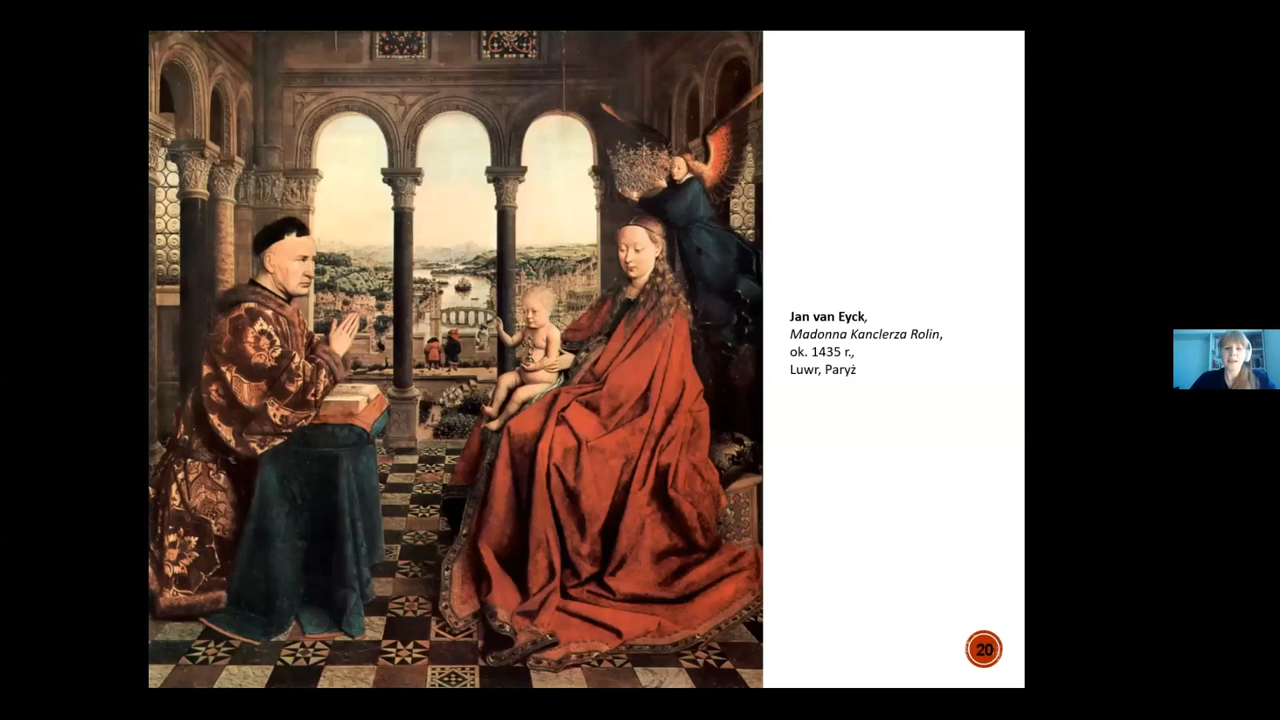 Jan van Eyck,
Madonna Kanclerza Rolin,
ok. 1435 r.,
Luwr, Paryż
20